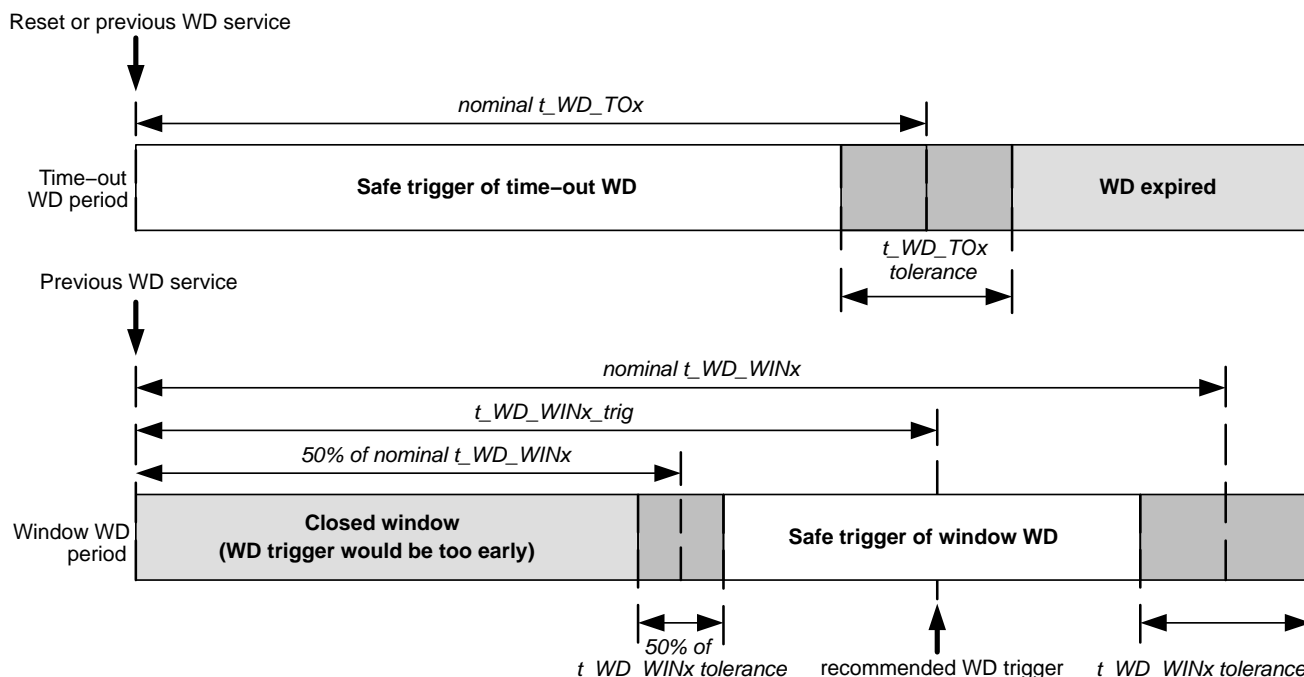 Reset or previous WD service
nominal t_WD_TOx
Time−out
WD period
Safe trigger of time−out WD
WD expired
t_WD_TOx
tolerance
Previous WD service
nominal t_WD_WINx
t_WD_WINx_trig
50% of nominal t_WD_WINx
Window WD
period
Closed window
(WD trigger would be too early)
Safe trigger of window WD
50% of
t_WD_WINx tolerance
recommended WD trigger
t_WD_WINx tolerance